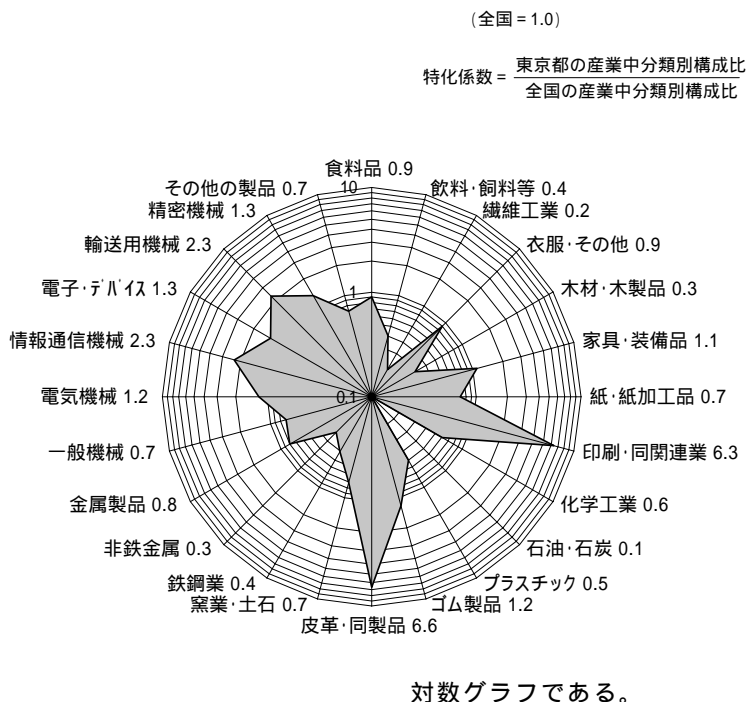 (全国 = 1.0)
特化係数 = 東京都の産業中分類別構成比
全国の産業中分類別構成比
食料品 0.9
その他の製品 0.7
10
飲料･飼料等 0.4
精密機械 1.3
繊維工業 0.2
輸送用機械 2.3
衣服･その他 0.9
電子･ﾃﾞﾊﾞｲｽ 1.3
1
木材･木製品 0.3
情報通信機械 2.3
家具･装備品 1.1
電気機械 1.2
0.1
紙･紙加工品 0.7
一般機械 0.7
印刷･同関連業 6.3
金属製品 0.8
化学工業 0.6
非鉄金属 0.3
石油･石炭 0.1
鉄鋼業 0.4
プラスチック 0.5
窯業･土石 0.7
ゴム製品 1.2
皮革･同製品 6.6
対数グラフである。